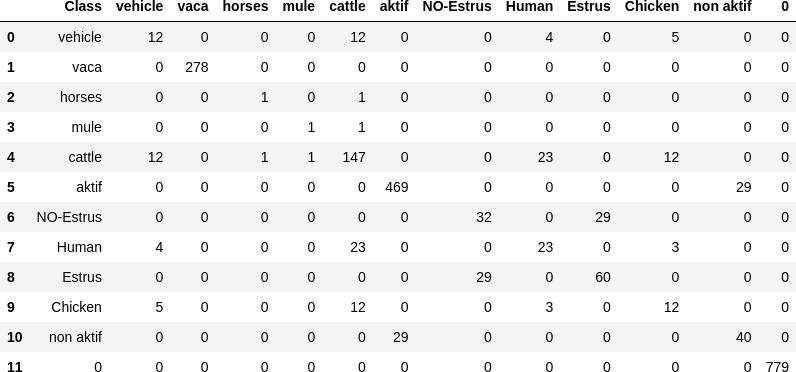 Class vehicle vaca horses mule cattle aktif NO-Estrus Human Estrus Chicken non aktif 0
0 vehicle 12 0 0 0 12 0 0 4 0 5 0 0
1 vaca 0 278 0 0 0 0 0 0 0 0 0 0
2 horses 0 0 1 0 1 0 0 0 0 0 0 0
3 mule 0 0 0 1 1 0 0 0 0 0 0 0
4 cattle 12 0 1 1 147 0 0 23 0 12 0 0
5 aktif 0 0 0 0 0 469 0 0 0 0 29 0
6 NO-Estrus 0 0 0 0 0 0 32 0 29 0 0 0
7 Human 4 0 0 0 23 0 0 23 0 3 0 0
8 Estrus 0 0 0 0 0 0 29 0 60 0 0 0
9 Chicken 5 0 0 0 12 0 0 3 0 12 0 0
10 non aktif 0 0 0 0 0 29 0 0 0 0 40 0
11 0 0 0 0 0 0 0 0 0 0 0 0 779